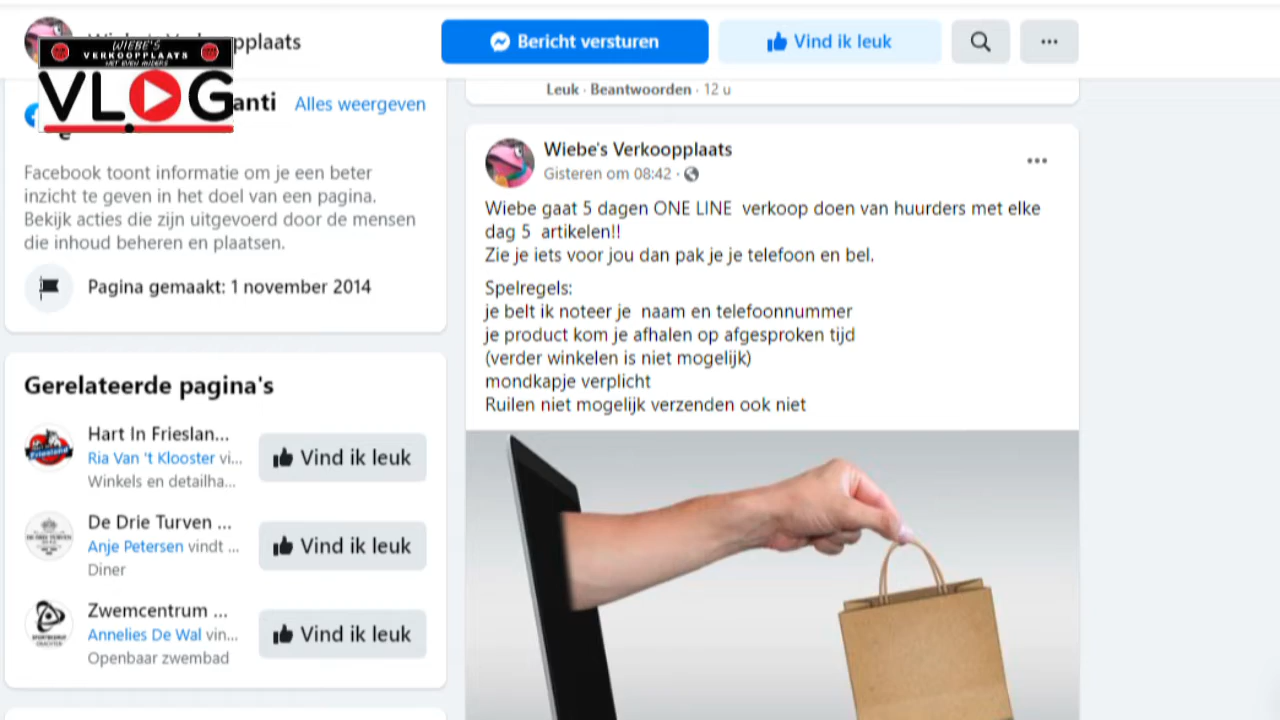 pplaats
Bericht versturen
Vind ik leuk
WIEBE'S
VERKOOPPLAATS
NET EVEN ANDERS
VLOG
anti
Alles weergeven
Facebook toont informatie om je een beter
inzicht te geven in het doel van een pagina.
Bekijk acties die zijn uitgevoerd door de mensen
die inhoud beheren en plaatsen.
Pagina gemaakt: 1 november 2014
Gerelateerde pagina's
Hart In Frieslan...
Ria Van 't Klooster vi...
Winkels en detailha...
Vind ik leuk
De Drie Turven ...
Anje Petersen vindt ...
Diner
Vind ik leuk
Zwemcentrum ...
Annelies De Wal vin...
Openbaar zwembad
Vind ik leuk
Leuk · Beantwoorden · 12 u
Wiebe's Verkoopplaats
Gisteren om 08:42 ·
Wiebe gaat 5 dagen ONE LINE verkoop doen van huurders met elke
dag 5 artikelen!!
Zie je iets voor jou dan pak je je telefoon en bel.
Spelregels:
je belt ik noteer je naam en telefoonnummer
je product kom je afhalen op afgesproken tijd
(verder winkelen is niet mogelijk)
mondkapje verplicht
Ruilen niet mogelijk verzenden ook niet